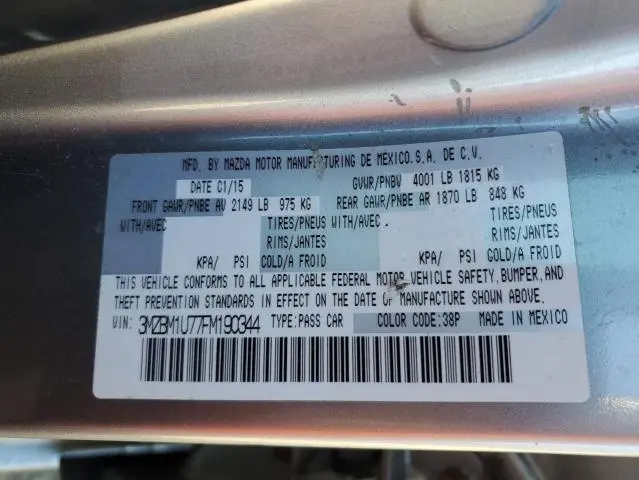 MFD. BY MAZDA MOTOR MANUFACTURING DE MEXICO.S.A. DE C.V.
DATE 01/15 GVWR/PNBV 4001 LB 1815 KG
FRONT GAWR/PNBE AV 2149 LB 975 KG REAR GAWR/PNBE AR 1870 LB 848 KG
WITH/AVEC TIRES/PNEUS WITH/AVEC . TIRES/PNEUS
RIMS/JANTES RIMS/JANTES
KPA/ PSI COLD/A FROID KPA/ PSI COLD/A FROID
THIS VEHICLE CONFORMS TO ALL APPLICABLE FEDERAL MOTOR VEHICLE SAFETY, BUMPER, AND
THEFT PREVENTION STANDARDS IN EFFECT ON THE DATE OF MANUFACTURE SHOWN ABOVE.
VIN: 3MZBM1U77FM190344 TYPE:PASS CAR COLOR CODE:38P MADE IN MEXICO